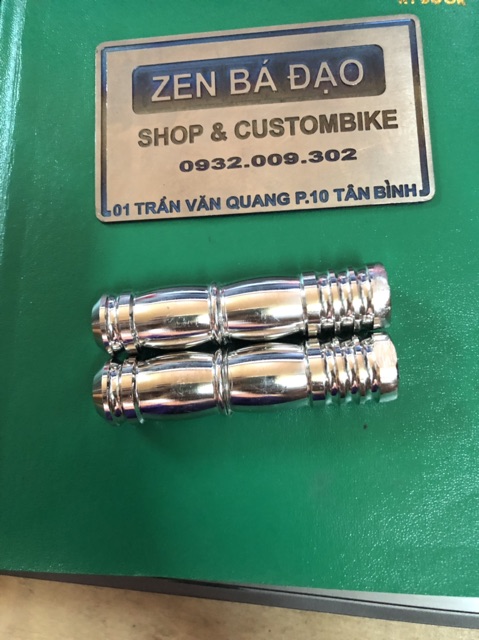 ZEN BÁ ĐẠO
SHOP & CUSTOMBIKE
0932.009.302
01 TRẦN VĂN QUANG P.10 TÂN BÌNH